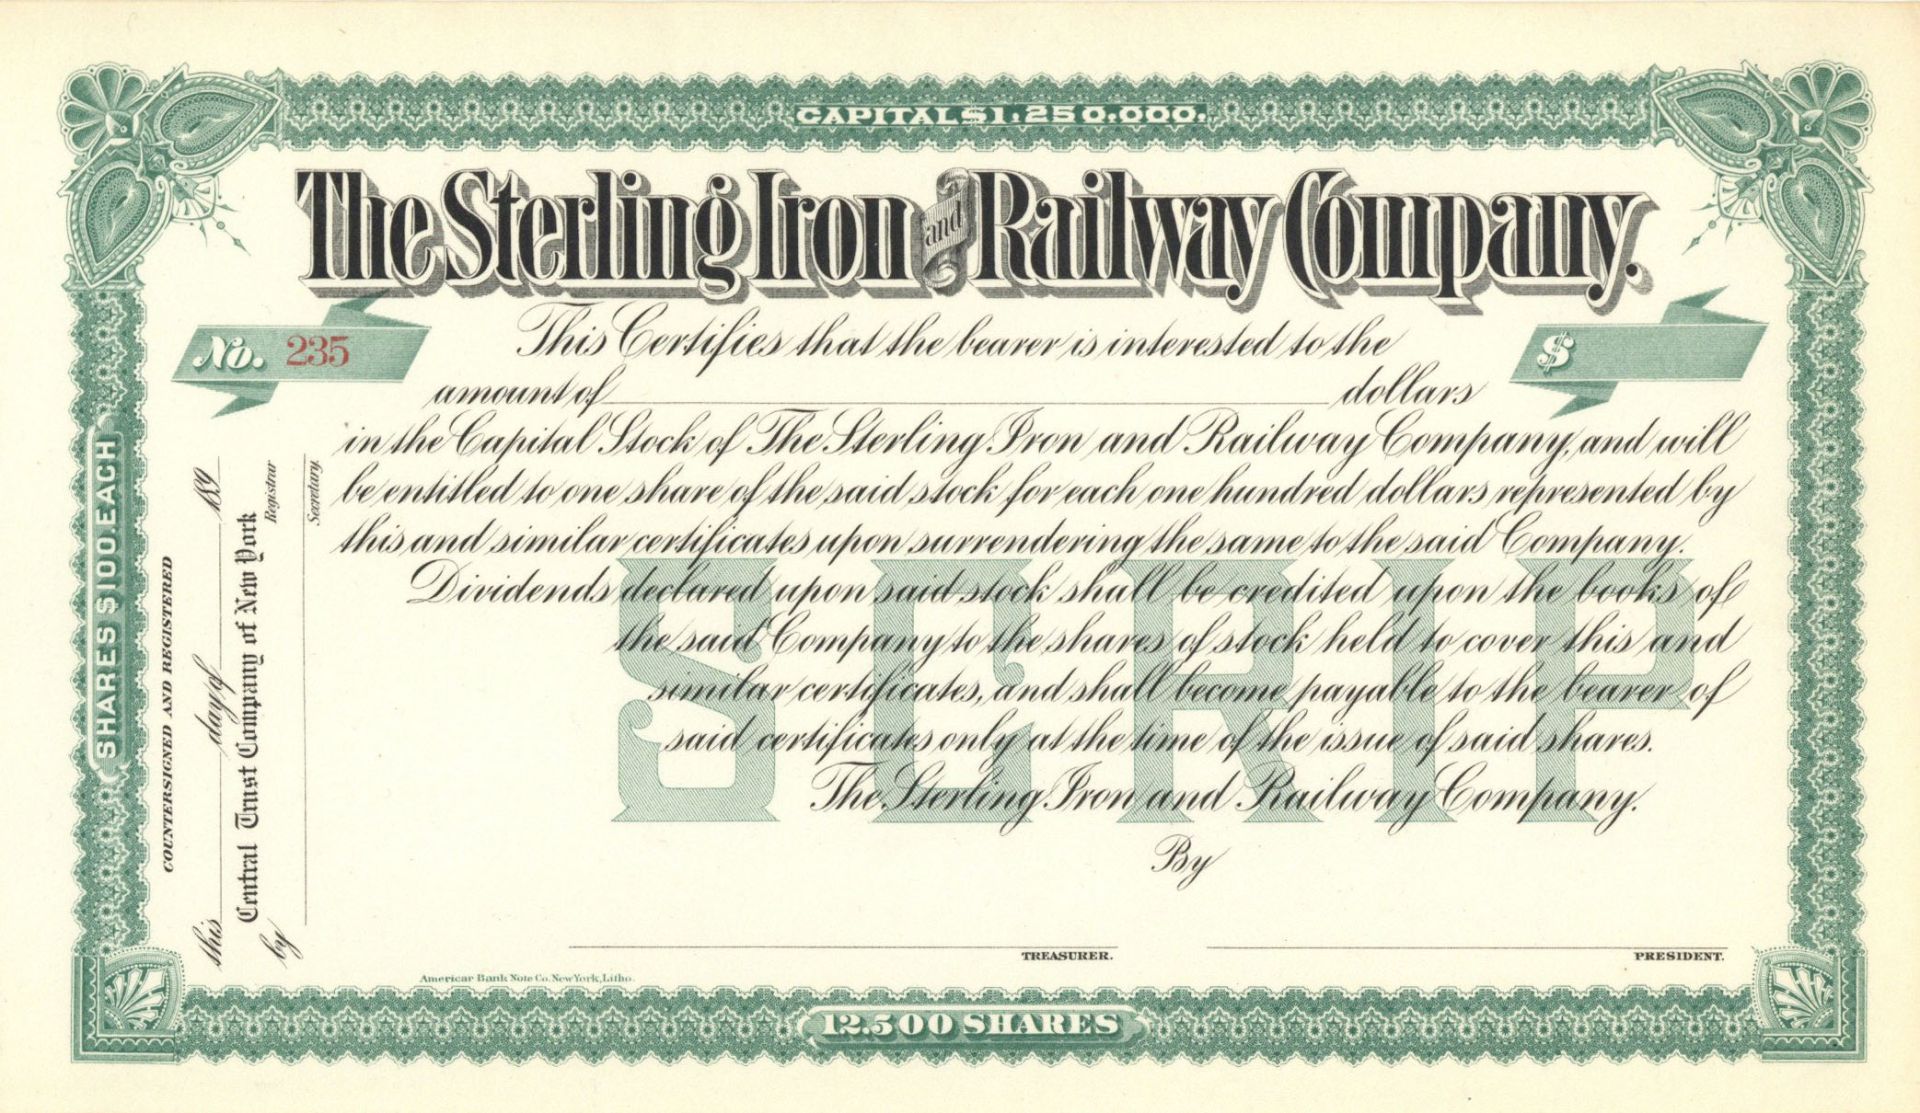 CAPITAL $1.250.000.
The Sterling Iron and Railway Company.
No. 235
$
This Certifies that the bearer is interested to the
amount of dollars
in the Capital Stock of The Sterling Iron and Railway Company, and will
be entitled to one share of the said stock for each one hundred dollars represented by
this and similar certificates upon surrendering the same to the said Company.
Dividends declared upon said stock shall be credited upon the books of
the said Company to the shares of stock held to cover this and
similar certificates, and shall become payable to the bearer of
said certificates only at the time of the issue of said shares.
The Sterling Iron and Railway Company.
SCRIP
By
TREASURER.
PRESIDENT.
SHARES $100. EACH
COUNTERSIGNED AND REGISTERED
this day of 189
Central Trust Company of New York
by Registrar
Secretary.
American Bank Note Co. New York, Litho.
12.500 SHARES